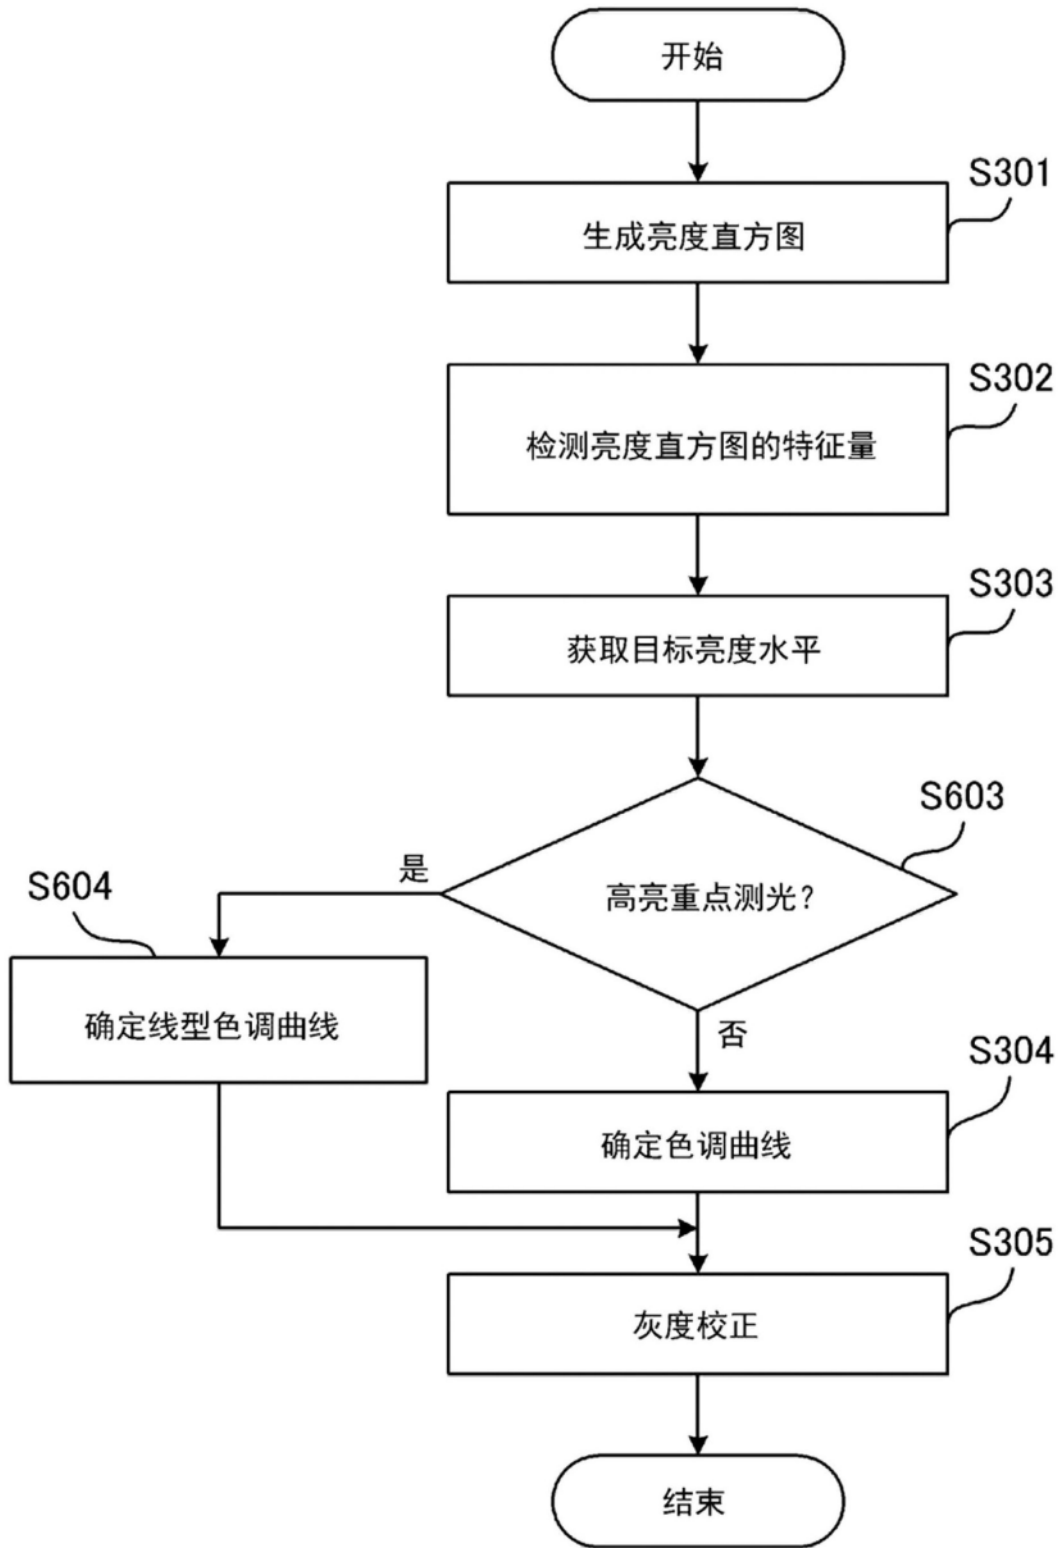 开始
S301
生成亮度直方图
S302
检测亮度直方图的特征量
S303
获取目标亮度水平
S603
高亮重点测光?
是
S604
确定线型色调曲线
否
S304
确定色调曲线
S305
灰度校正
结束